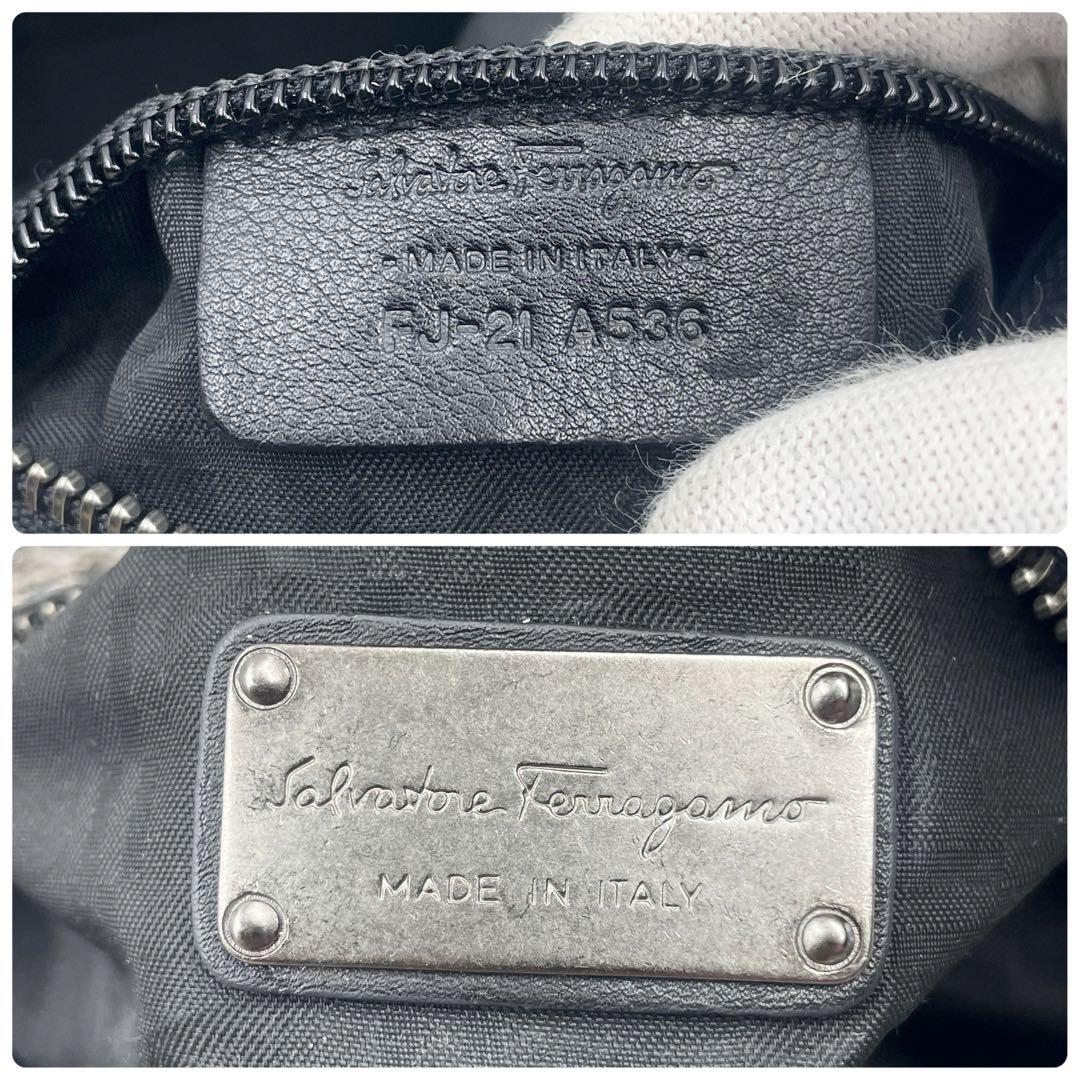 Salvatore Ferragamo
-MADE IN ITALY-
FJ-21 A536
Salvatore Ferragamo
MADE IN ITALY